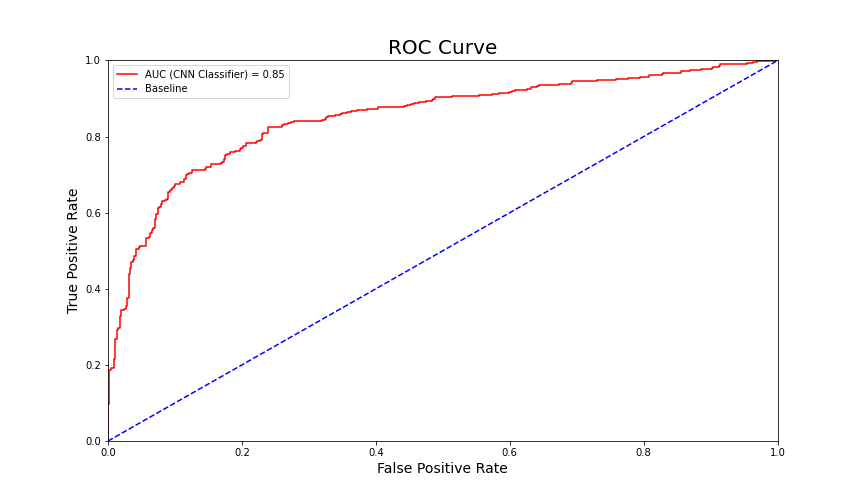 ROC Curve
1.0
AUC (CNN Classifier) = 0.85
Baseline
0.8
0.6
True Positive Rate
0.4
0.2
0.0
0.0 0.2 0.4 0.6 0.8 1.0
False Positive Rate